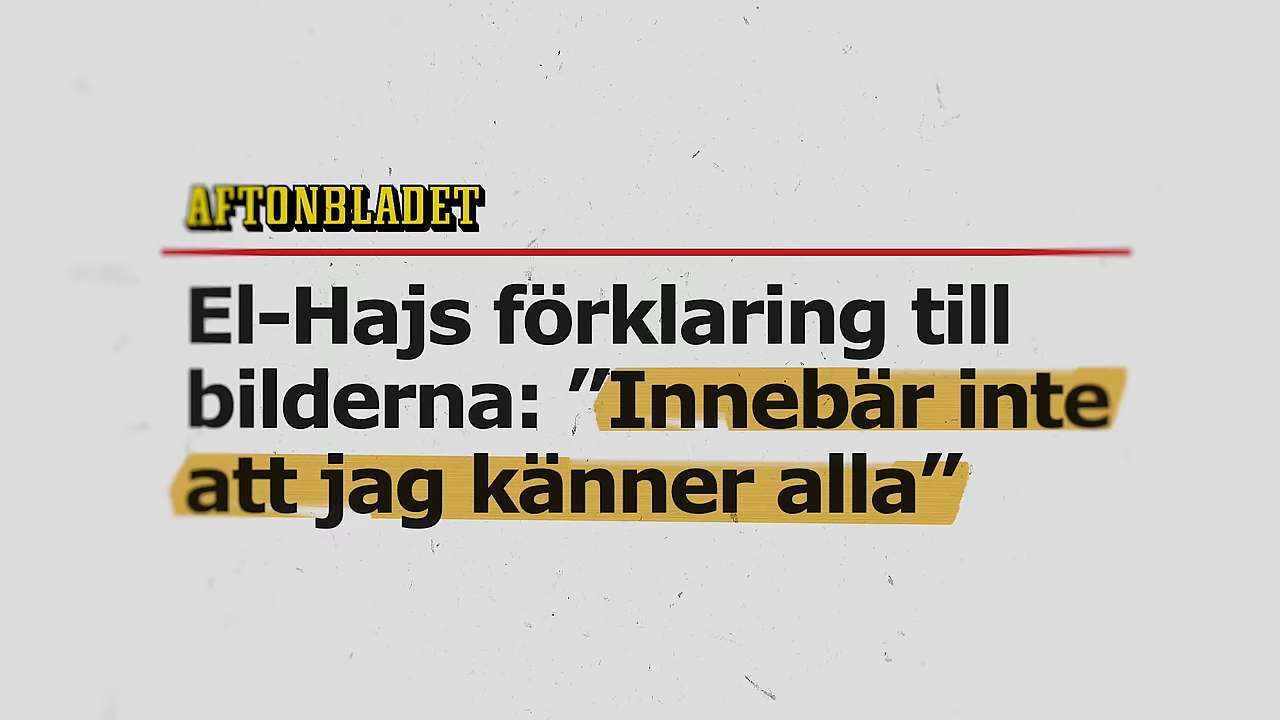 AFTONBLADET
El-Hajs förklaring till
bilderna: ”Innebär inte
att jag känner alla”